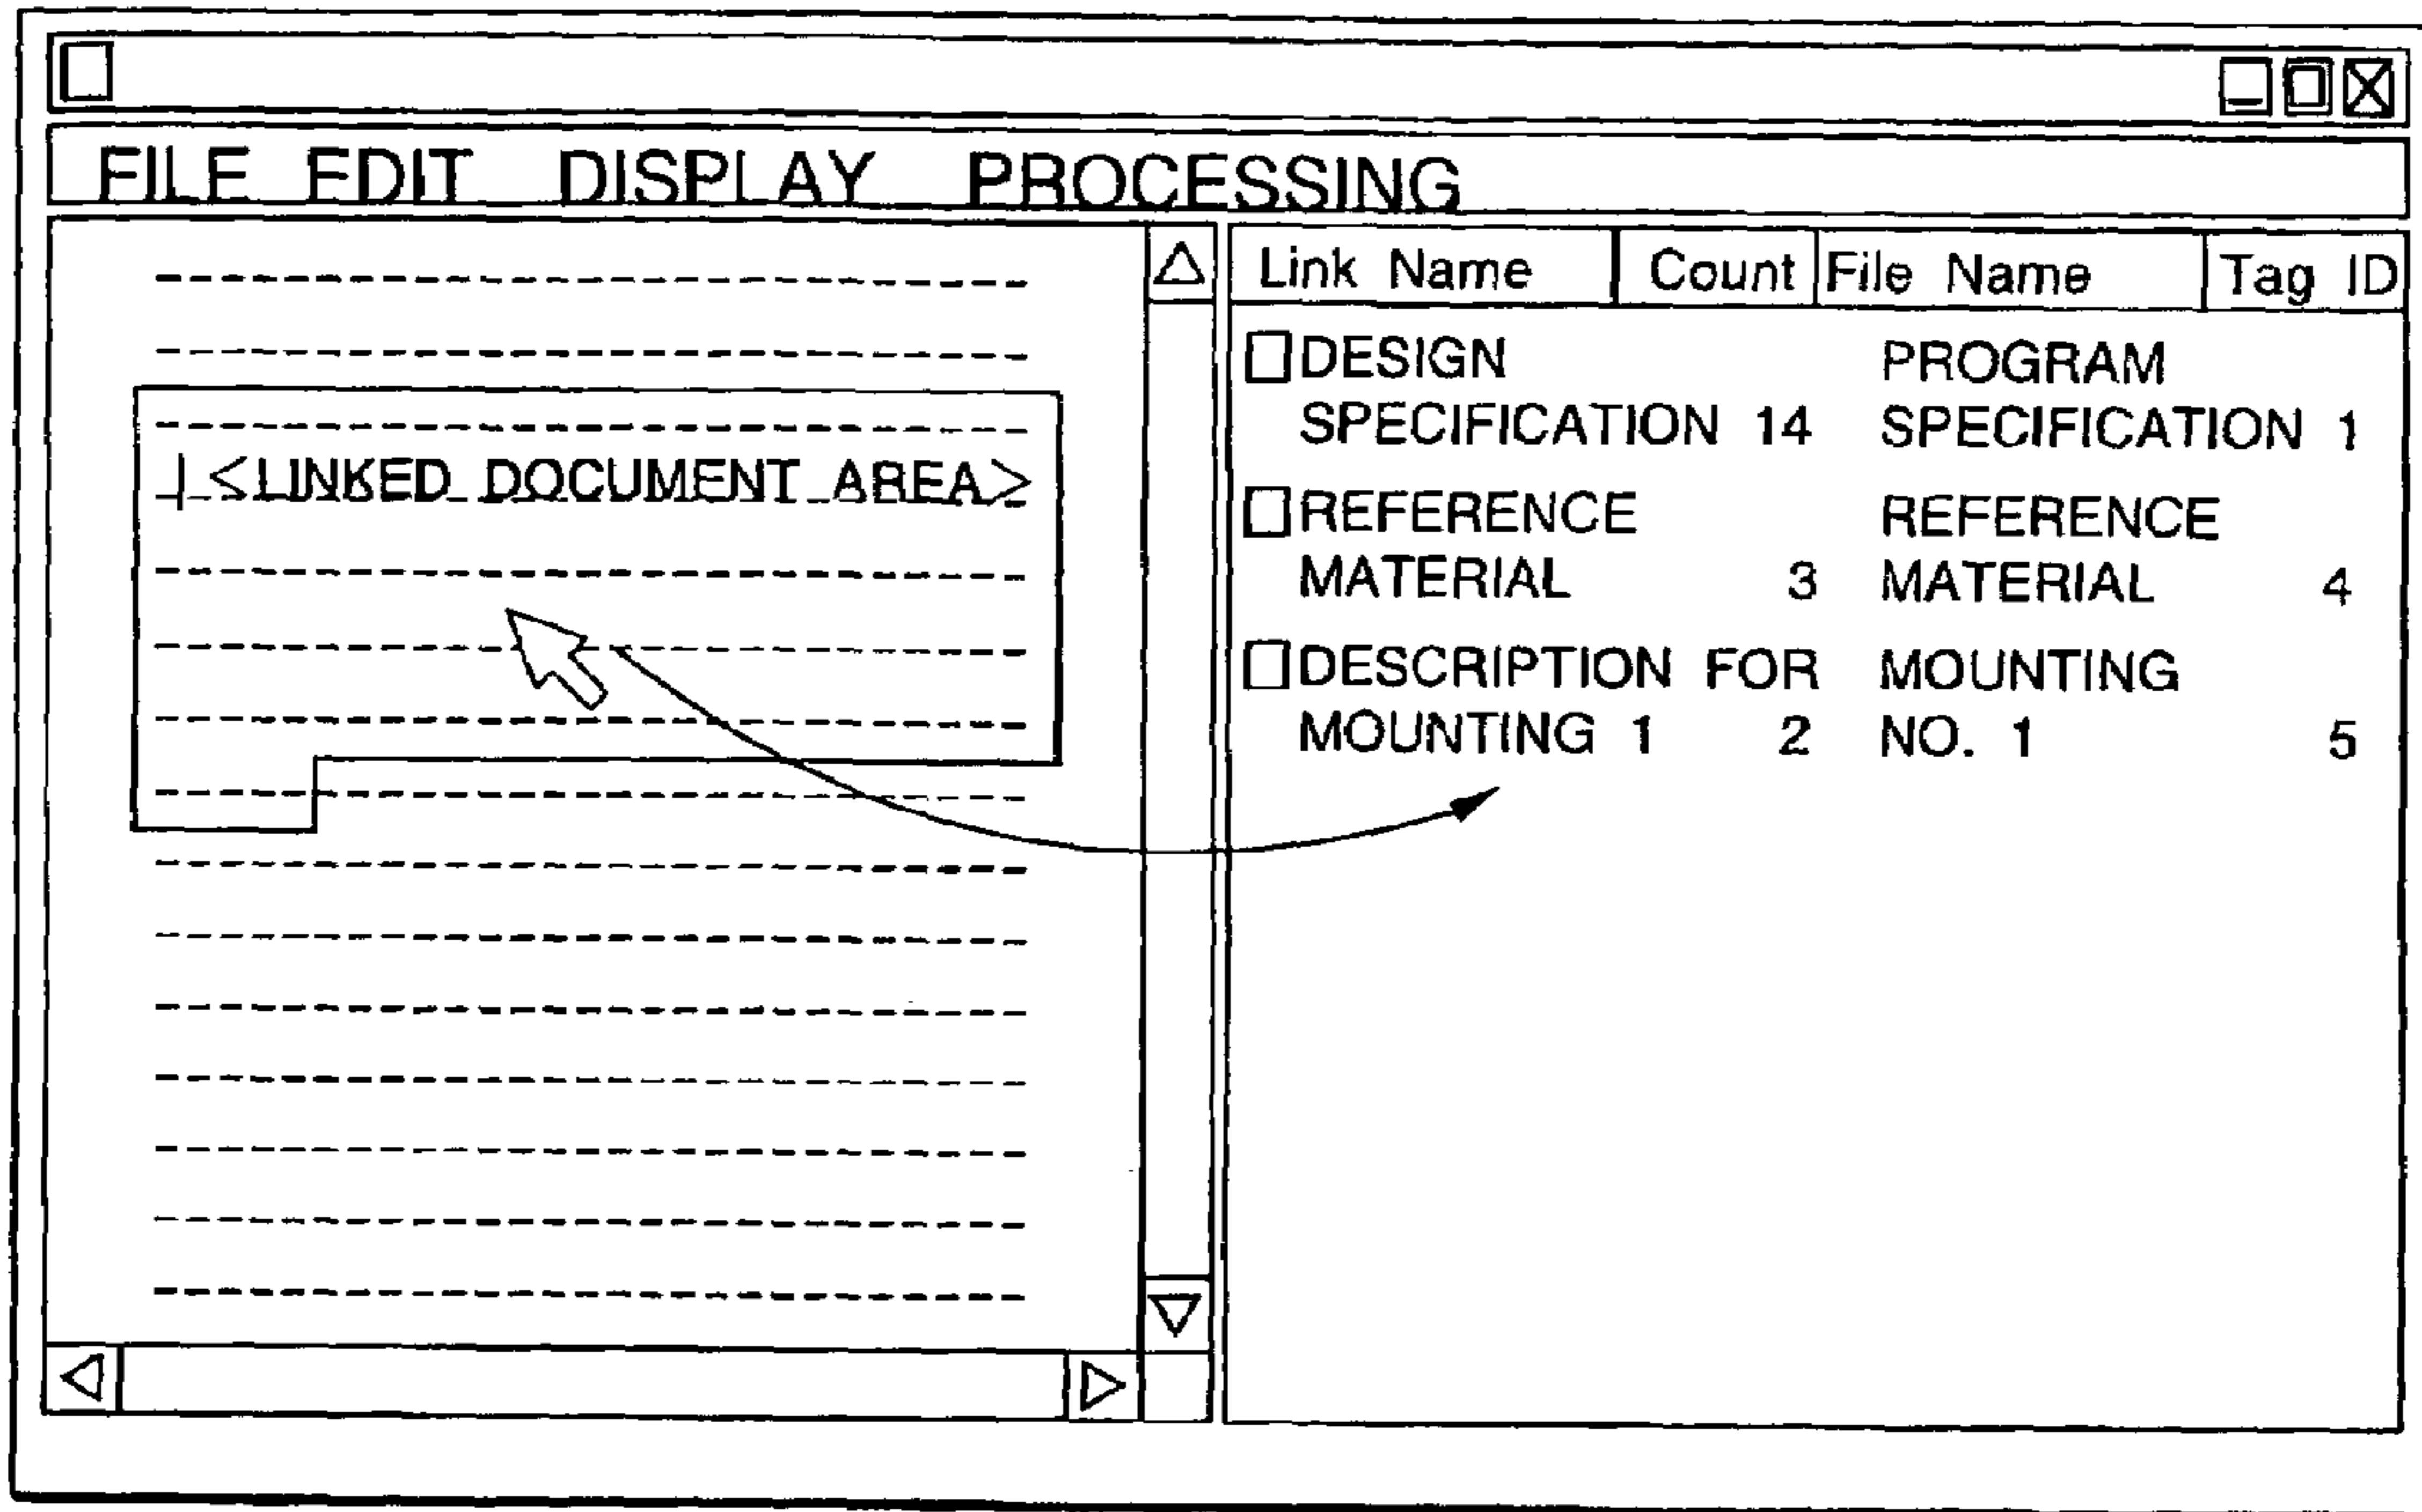 FILE EDIT DISPLAY PROCESSING
<LINKED DOCUMENT AREA>
Link Name Count File Name Tag ID
DESIGN PROGRAM
SPECIFICATION 14 SPECIFICATION 1
REFERENCE REFERENCE
MATERIAL 3 MATERIAL 4
DESCRIPTION FOR MOUNTING
MOUNTING 1 2 NO. 1 5